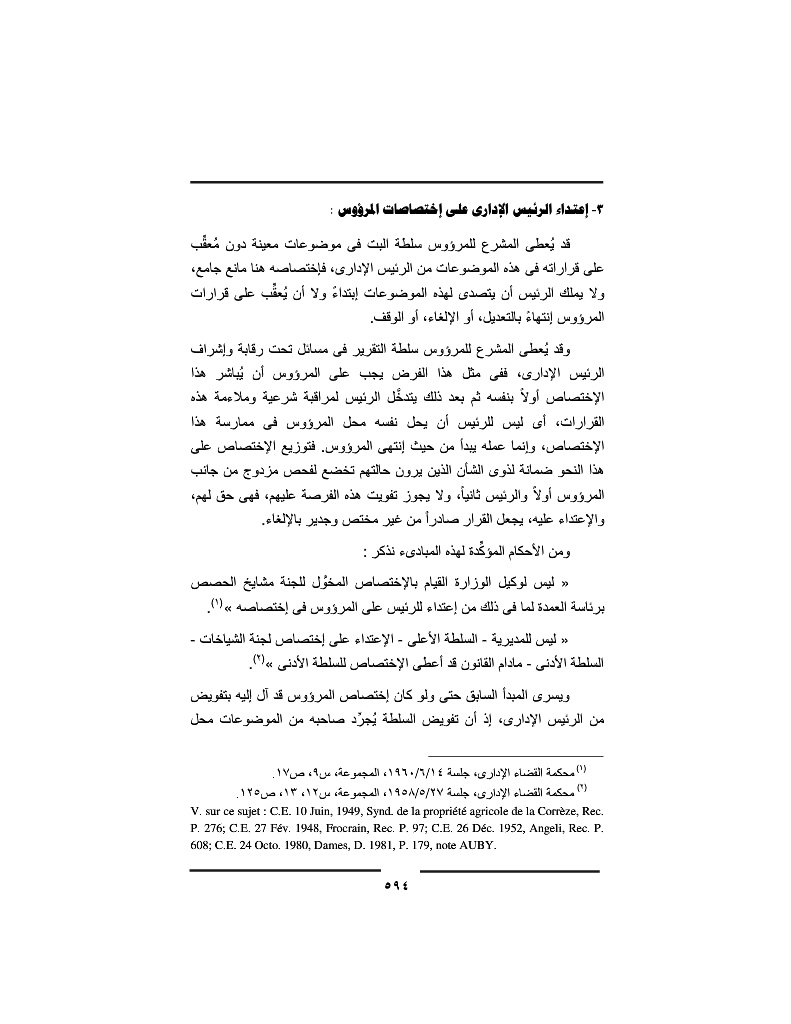 ٣- إعتداء الرئيس الإدارى على إختصاصات المرؤوس :
قد يُعطى المشرع للمرؤوس سلطة البت فى موضوعات معينة دون مُعقِّب
على قراراته فى هذه الموضوعات من الرئيس الإدارى، فإختصاصه هنا مانع جامع،
ولا يملك الرئيس أن يتصدى لهذه الموضوعات إبتداءً ولا أن يُعقِّب على قرارات
المرؤوس إنتهاءً بالتعديل، أو الإلغاء، أو الوقف.
وقد يُعطى المشرع للمرؤوس سلطة التقرير فى مسائل تحت رقابة وإشراف
الرئيس الإدارى، ففى مثل هذا الفرض يجب على المرؤوس أن يُباشر هذا
الإختصاص أولاً بنفسه ثم بعد ذلك يتدخَّل الرئيس لمراقبة شرعية وملاءمة هذه
القرارات، أى ليس للرئيس أن يحل نفسه محل المرؤوس فى ممارسة هذا
الإختصاص، وإنما عمله يبدأ من حيث إنتهى المرؤوس. فتوزيع الإختصاص على
هذا النحو ضمانة لذوى الشأن الذين يرون حالتهم تخضع لفحص مزدوج من جانب
المرؤوس أولاً والرئيس ثانياً، ولا يجوز تفويت هذه الفرصة عليهم، فهى حق لهم،
والإعتداء عليه، يجعل القرار صادراً من غير مختص وجدير بالإلغاء.
ومن الأحكام المؤكِّدة لهذه المبادىء نذكر :
« ليس لوكيل الوزارة القيام بالإختصاص المخوَّل للجنة مشايخ الحصص
برئاسة العمدة لما فى ذلك من إعتداء للرئيس على المرؤوس فى إختصاصه »(١).
« ليس للمديرية - السلطة الأعلى - الإعتداء على إختصاص لجنة الشياخات -
السلطة الأدنى - مادام القانون قد أعطى الإختصاص للسلطة الأدنى »(٢).
ويسرى المبدأ السابق حتى ولو كان إختصاص المرؤوس قد آل إليه بتفويض
من الرئيس الإدارى، إذ أن تفويض السلطة يُجرِّد صاحبه من الموضوعات محل
(١) محكمة القضاء الإدارى، جلسة ١٩٦٠/٦/١٤، المجموعة، س٩، ص١٧.
(٢) محكمة القضاء الإدارى، جلسة ١٩٥٨/٥/٢٧، المجموعة، س١٢، ١٣، ص١٢٥.
V. sur ce sujet : C.E. 10 Juin, 1949, Synd. de la propriété agricole de la Corrèze, Rec.
P. 276; C.E. 27 Fév. 1948, Frocrain, Rec. P. 97; C.E. 26 Déc. 1952, Angeli, Rec. P.
608; C.E. 24 Octo. 1980, Dames, D. 1981, P. 179, note AUBY.
٥٩٤